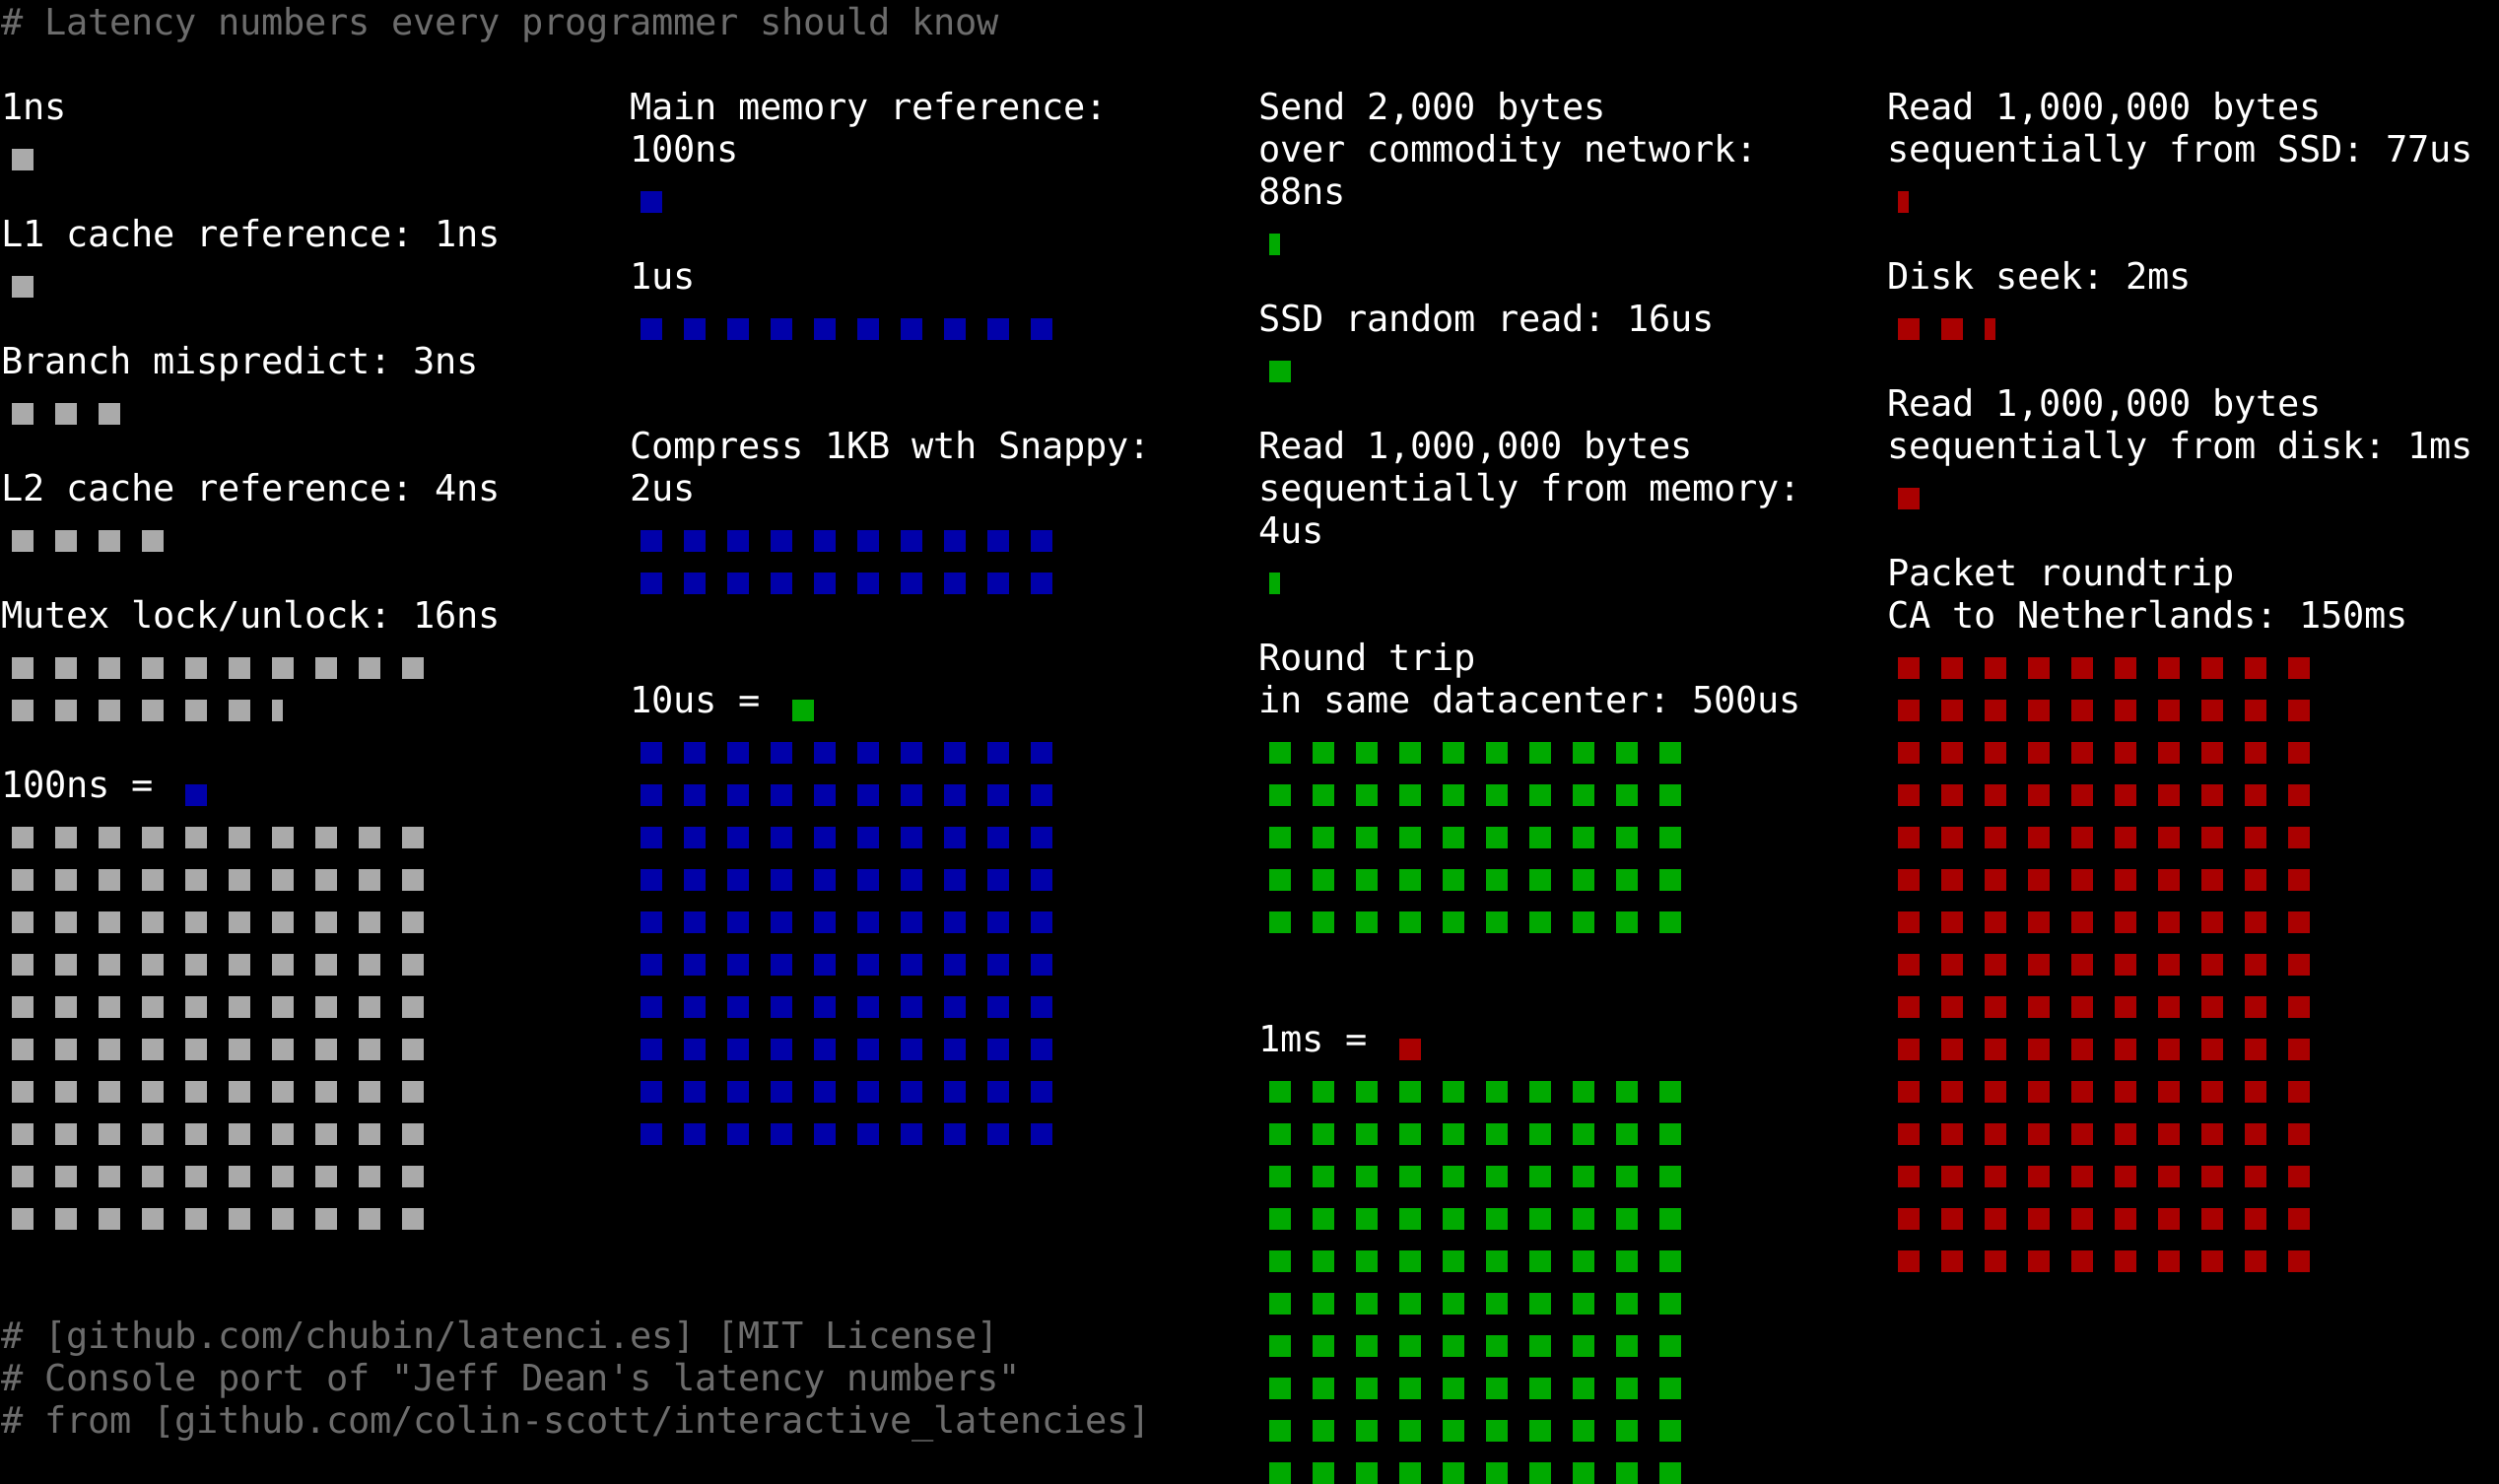 # Latency numbers every programmer should know
1ns
L1 cache reference: 1ns
Branch mispredict: 3ns
L2 cache reference: 4ns
Mutex lock/unlock: 16ns
100ns =
Main memory reference:
100ns
1us
Compress 1KB wth Snappy:
2us
10us =
Send 2,000 bytes
over commodity network:
88ns
SSD random read: 16us
Read 1,000,000 bytes
sequentially from memory:
4us
Round trip
in same datacenter: 500us
1ms =
Read 1,000,000 bytes
sequentially from SSD: 77us
Disk seek: 2ms
Read 1,000,000 bytes
sequentially from disk: 1ms
Packet roundtrip
CA to Netherlands: 150ms
# [github.com/chubin/latenci.es] [MIT License]
# Console port of "Jeff Dean's latency numbers"
# from [github.com/colin-scott/interactive_latencies]